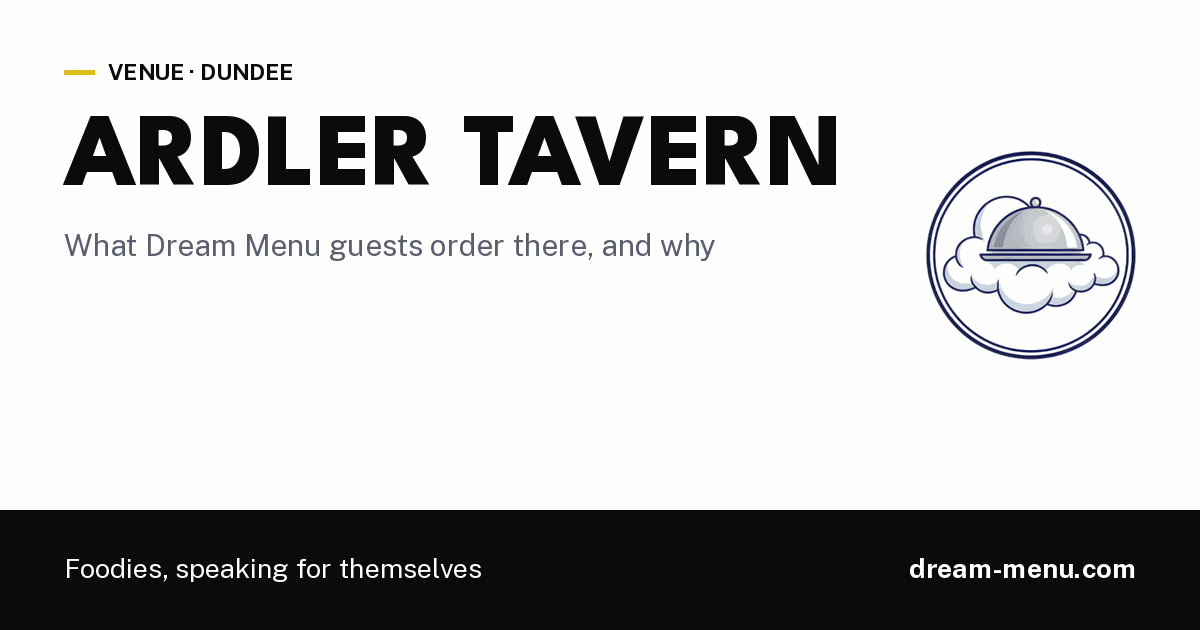 VENUE · DUNDEE
ARDLER TAVERN
What Dream Menu guests order there, and why
Foodies, speaking for themselves
dream-menu.com